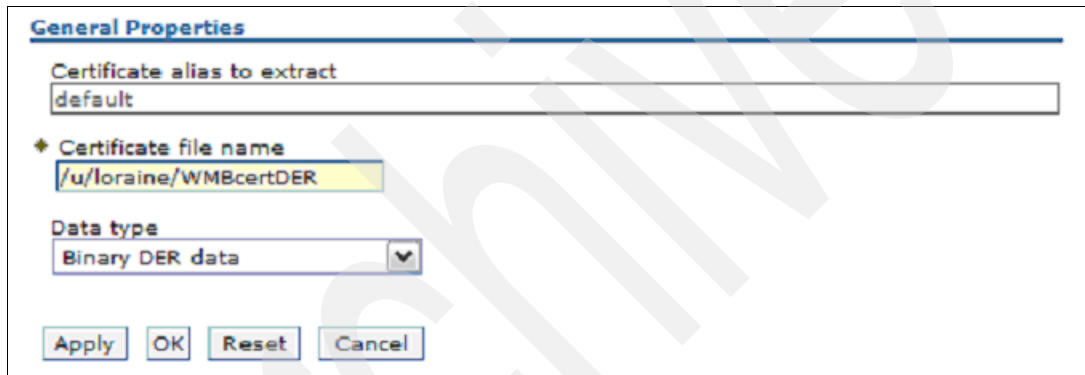 General Properties
Certificate alias to extract
default
Certificate file name
/u/loraine/WMBcertDER
Data type
Binary DER data
Apply OK Reset Cancel